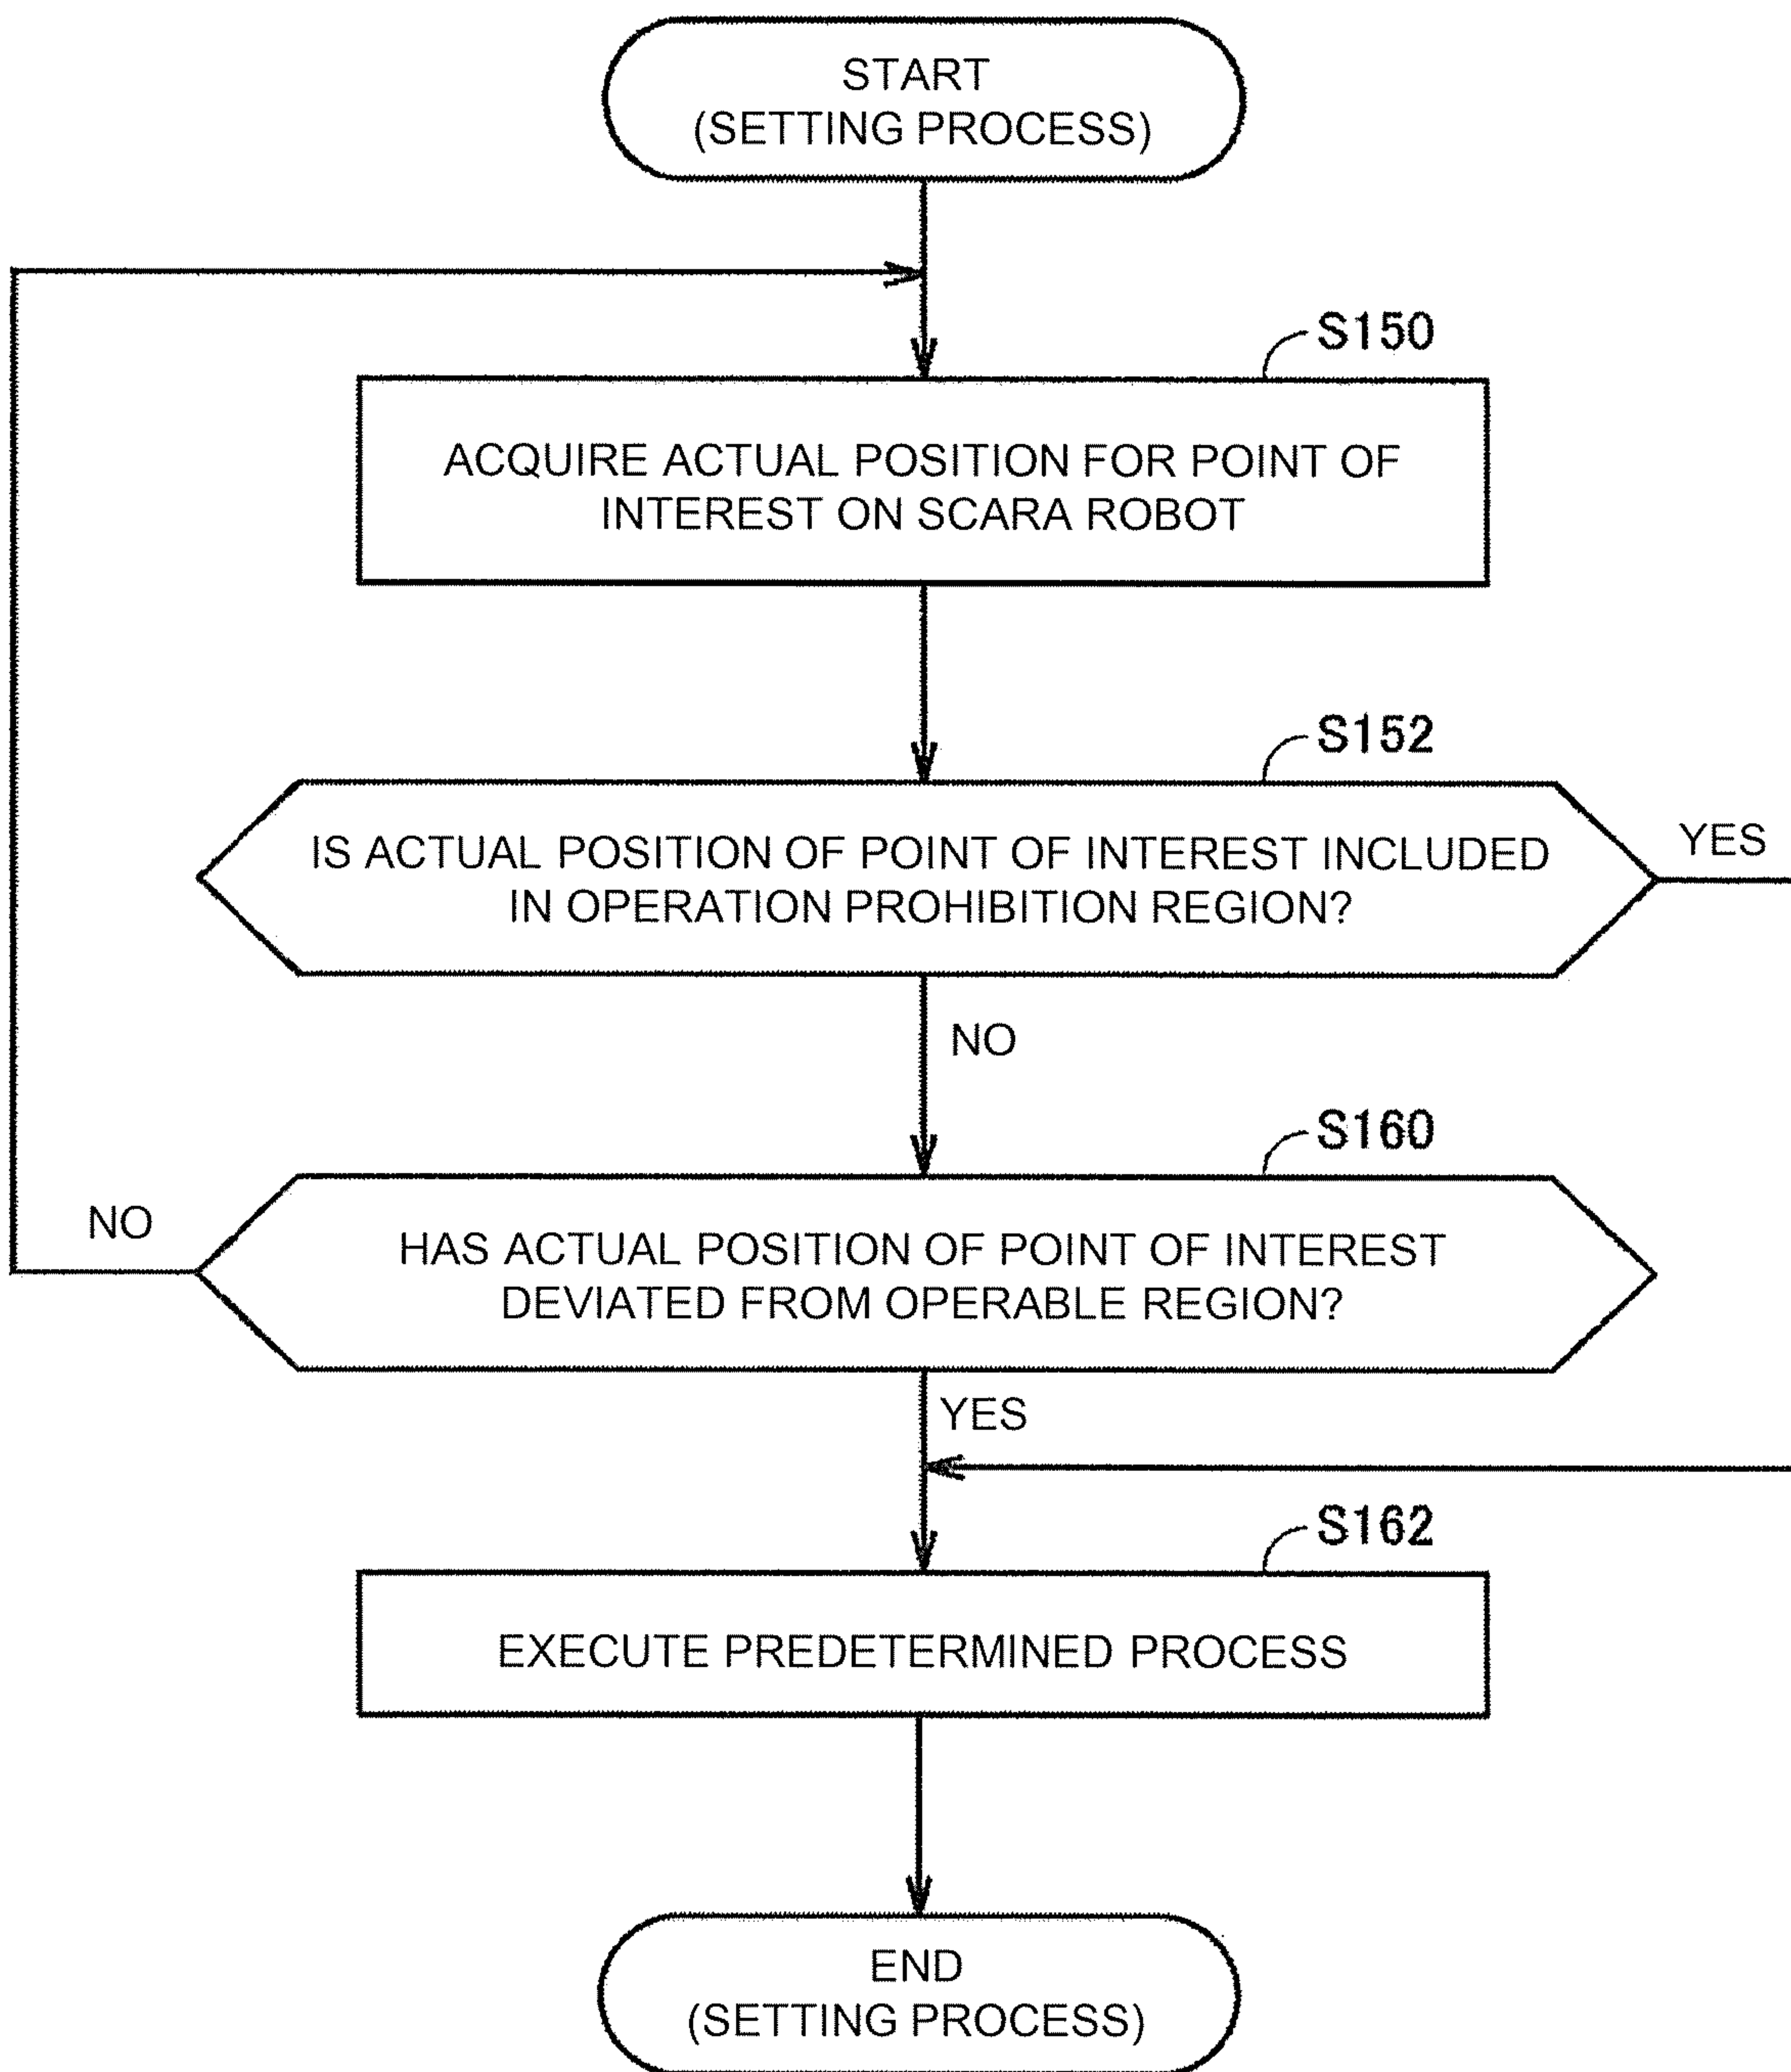 START
(SETTING PROCESS)
S150
ACQUIRE ACTUAL POSITION FOR POINT OF
INTEREST ON SCARA ROBOT
S152
IS ACTUAL POSITION OF POINT OF INTEREST INCLUDED
IN OPERATION PROHIBITION REGION?
YES
NO
S160
NO
HAS ACTUAL POSITION OF POINT OF INTEREST
DEVIATED FROM OPERABLE REGION?
YES
S162
EXECUTE PREDETERMINED PROCESS
END
(SETTING PROCESS)